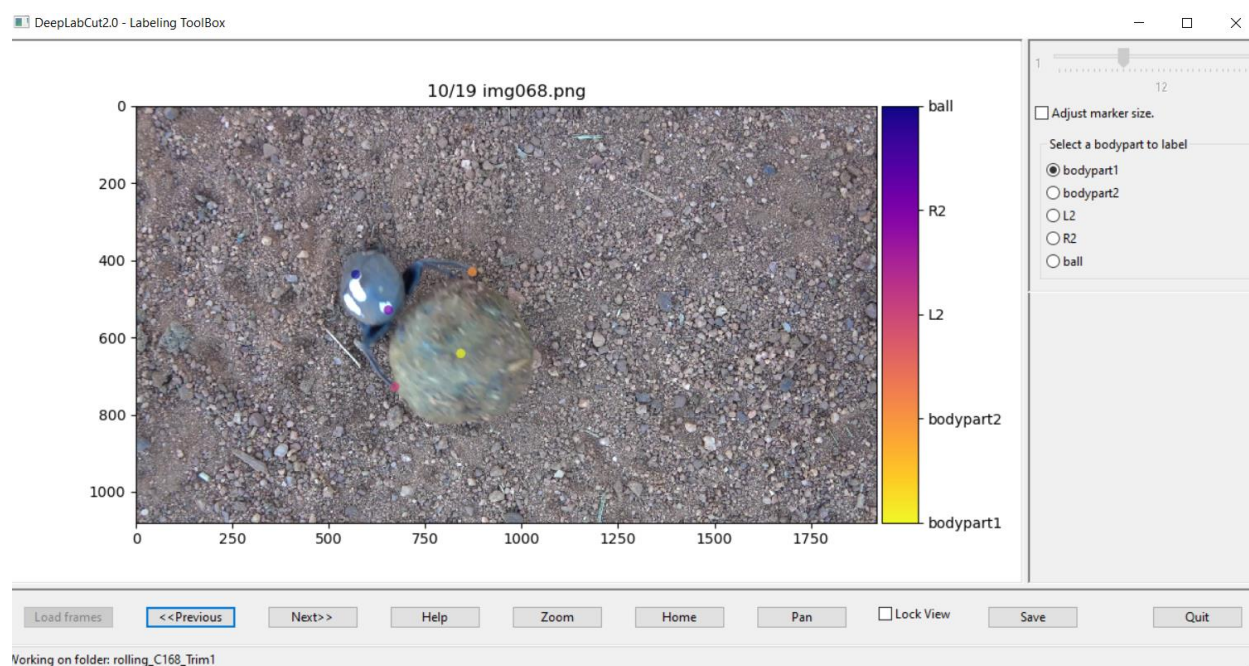 DeepLabCut2.0 - Labeling ToolBox
10/19 img068.png
0
200
400
600
800
1000
0 250 500 750 1000 1250 1500 1750
ball
R2
L2
bodypart2
bodypart1
1
12
Adjust marker size.
Select a bodypart to label
bodypart1
bodypart2
L2
R2
ball
Load frames <<Previous Next>> Help Zoom Home Pan Lock View Save Quit
Working on folder: rolling_C168_Trim1